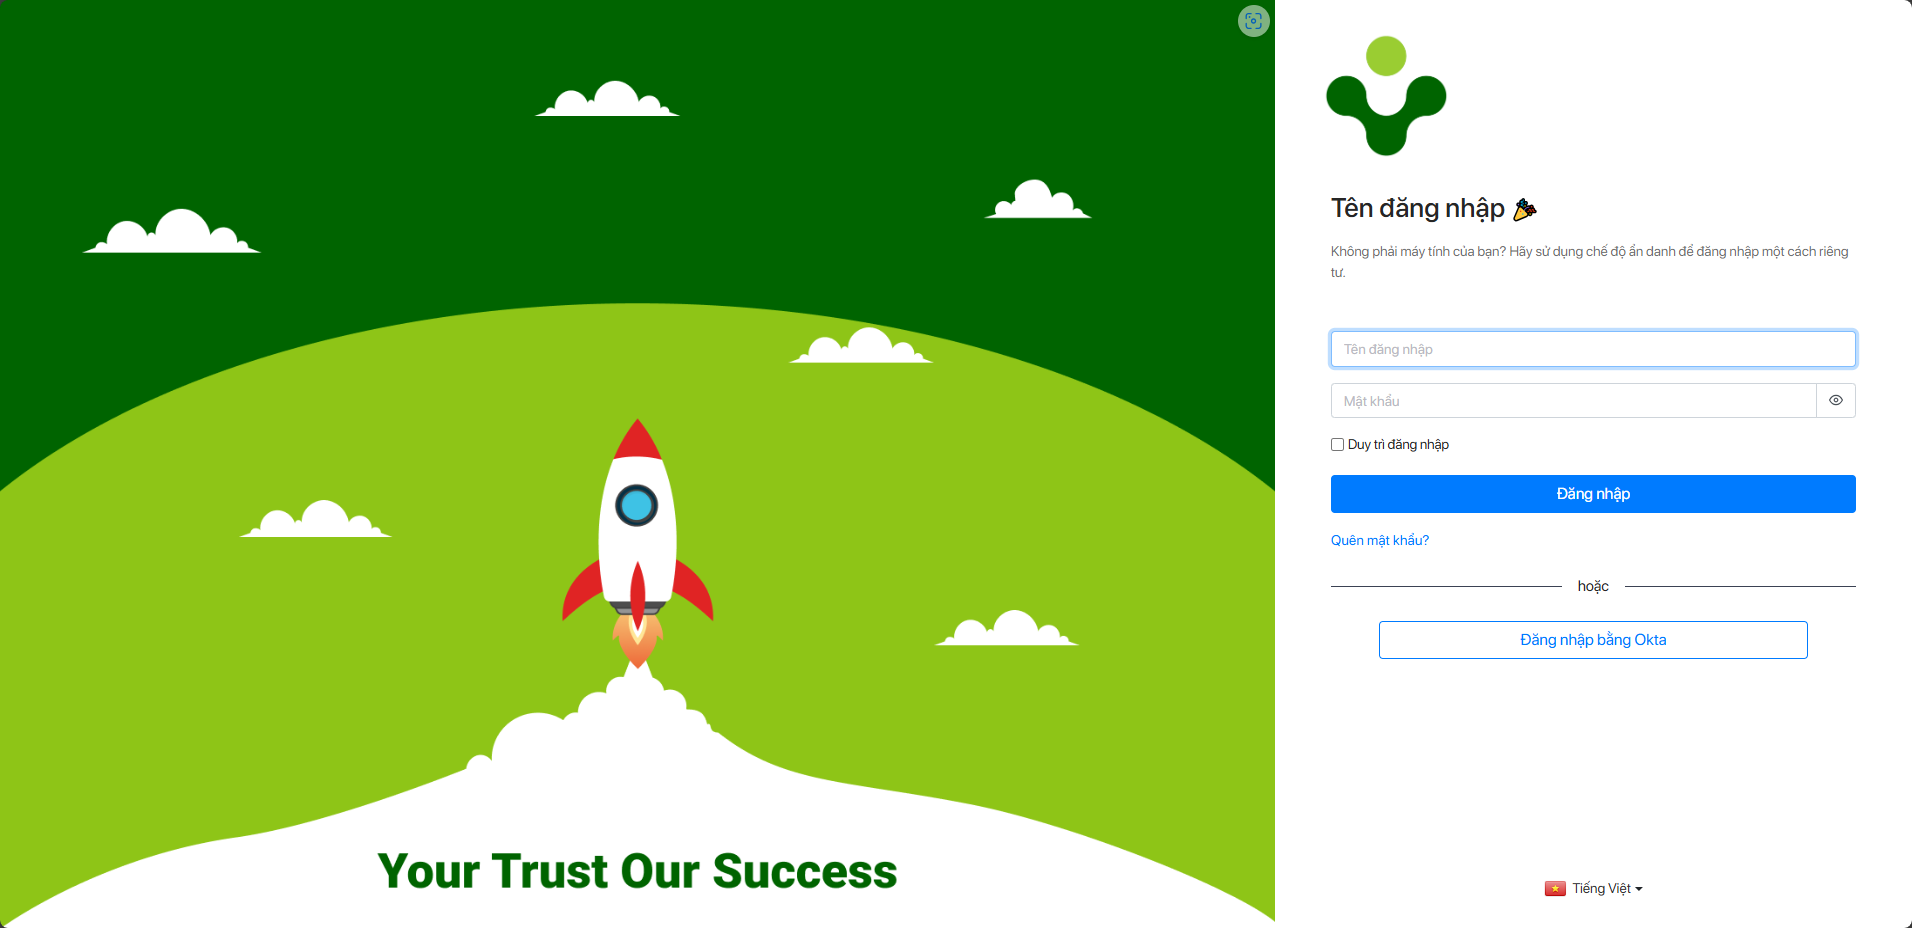 Your Trust Our Success
Tên đăng nhập
Không phải máy tính của bạn? Hãy sử dụng chế độ ẩn danh để đăng nhập một cách riêng
tư.
Tên đăng nhập
Mật khẩu
Duy trì đăng nhập
Đăng nhập
Quên mật khẩu?
hoặc
Đăng nhập bằng Okta
Tiếng Việt